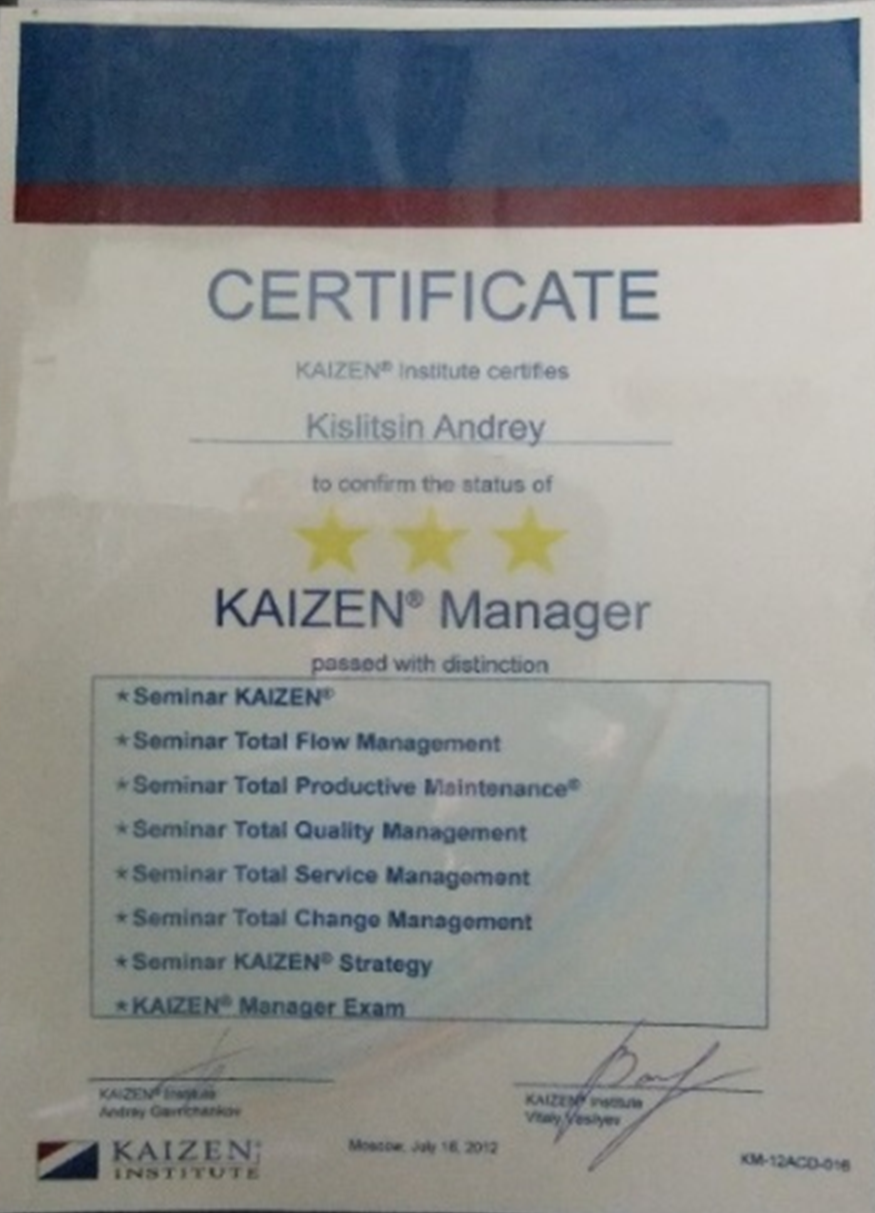 CERTIFICATE
KAIZEN® Institute certifies
Kislitsin Andrey
to confirm the status of
KAIZEN® Manager
passed with distinction
★Seminar KAIZEN®
★Seminar Total Flow Management
★Seminar Total Productive Maintenance®
★Seminar Total Quality Management
★Seminar Total Service Management
★Seminar Total Change Management
★Seminar KAIZEN® Strategy
★KAIZEN® Manager Exam
KAIZEN® Institute
Andrey
KAIZEN® Institute
Vitaly Vasilyev
Moscow, July 16, 2012
KAIZEN
INSTITUTE
KM-12ACD-016